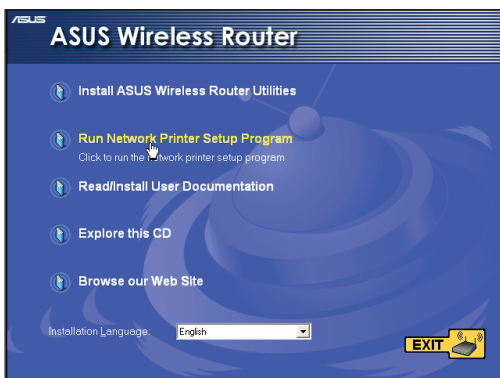 ASUS
ASUS Wireless Router
Install ASUS Wireless Router Utilities
Run Network Printer Setup Program
Click to run the network printer setup program
Read/Install User Documentation
Explore this CD
Browse our Web Site
Installation Language: English
EXIT